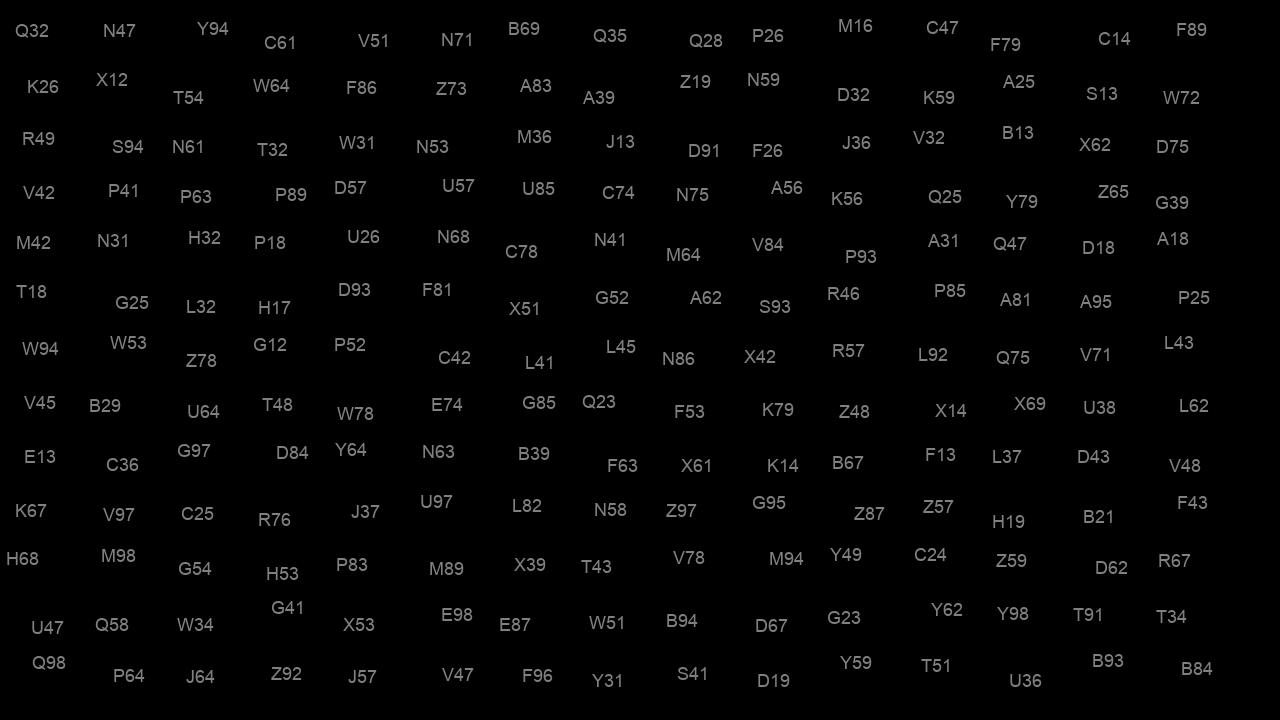 Q32 N47 Y94 C61 V51 N71 B69 Q35 Q28 P26 M16 C47 F79 C14 F89
K26 X12 T54 W64 F86 Z73 A83 A39 Z19 N59 D32 K59 A25 S13 W72
R49 S94 N61 T32 W31 N53 M36 J13 D91 F26 J36 V32 B13 X62 D75
V42 P41 P63 P89 D57 U57 U85 C74 N75 A56 K56 Q25 Y79 Z65 G39
M42 N31 H32 P18 U26 N68 C78 N41 M64 V84 P93 A31 Q47 D18 A18
T18 G25 L32 H17 D93 F81 X51 G52 A62 S93 R46 P85 A81 A95 P25
W94 W53 Z78 G12 P52 C42 L41 L45 N86 X42 R57 L92 Q75 V71 L43
V45 B29 U64 T48 W78 E74 G85 Q23 F53 K79 Z48 X14 X69 U38 L62
E13 C36 G97 D84 Y64 N63 B39 F63 X61 K14 B67 F13 L37 D43 V48
K67 V97 C25 R76 J37 U97 L82 N58 Z97 G95 Z87 Z57 H19 B21 F43
H68 M98 G54 H53 P83 M89 X39 T43 V78 M94 Y49 C24 Z59 D62 R67
U47 Q58 W34 G41 X53 E98 E87 W51 B94 D67 G23 Y62 Y98 T91 T34
Q98 P64 J64 Z92 J57 V47 F96 Y31 S41 D19 Y59 T51 U36 B93 B84